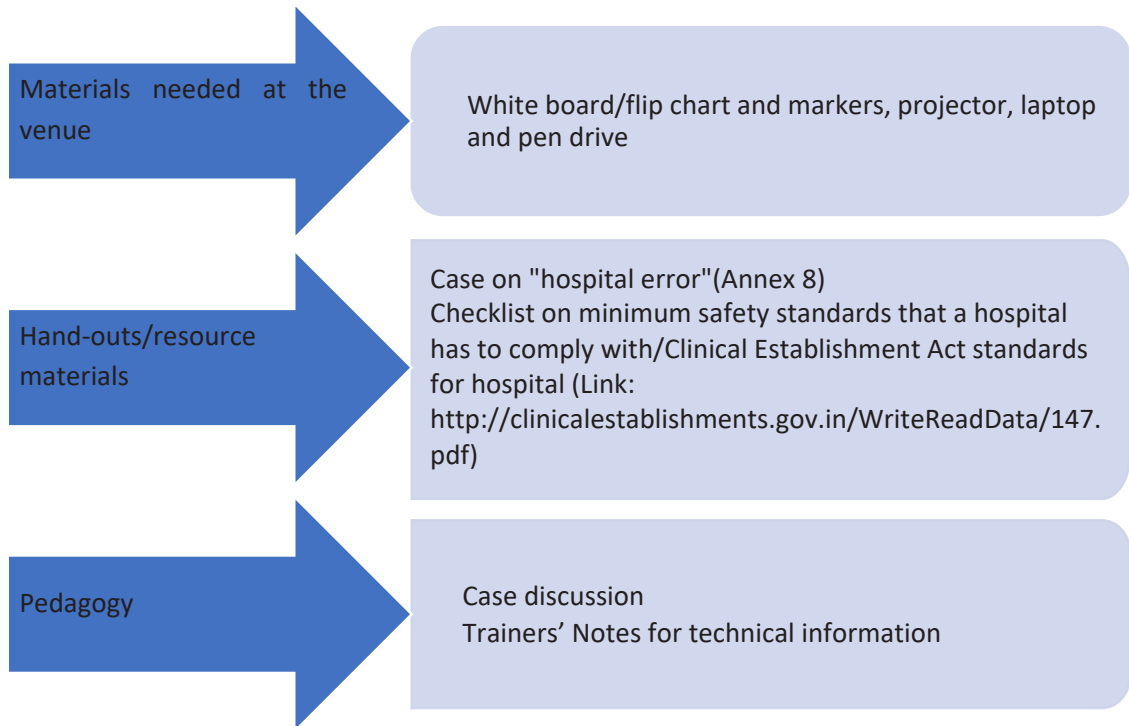 Materials needed at the
venue
White board/flip chart and markers, projector, laptop
and pen drive
Hand-outs/resource
materials
Case on "hospital error"(Annex 8)
Checklist on minimum safety standards that a hospital
has to comply with/Clinical Establishment Act standards
for hospital (Link:
http://clinicalestablishments.gov.in/WriteReadData/147.
pdf)
Pedagogy
Case discussion
Trainers’ Notes for technical information